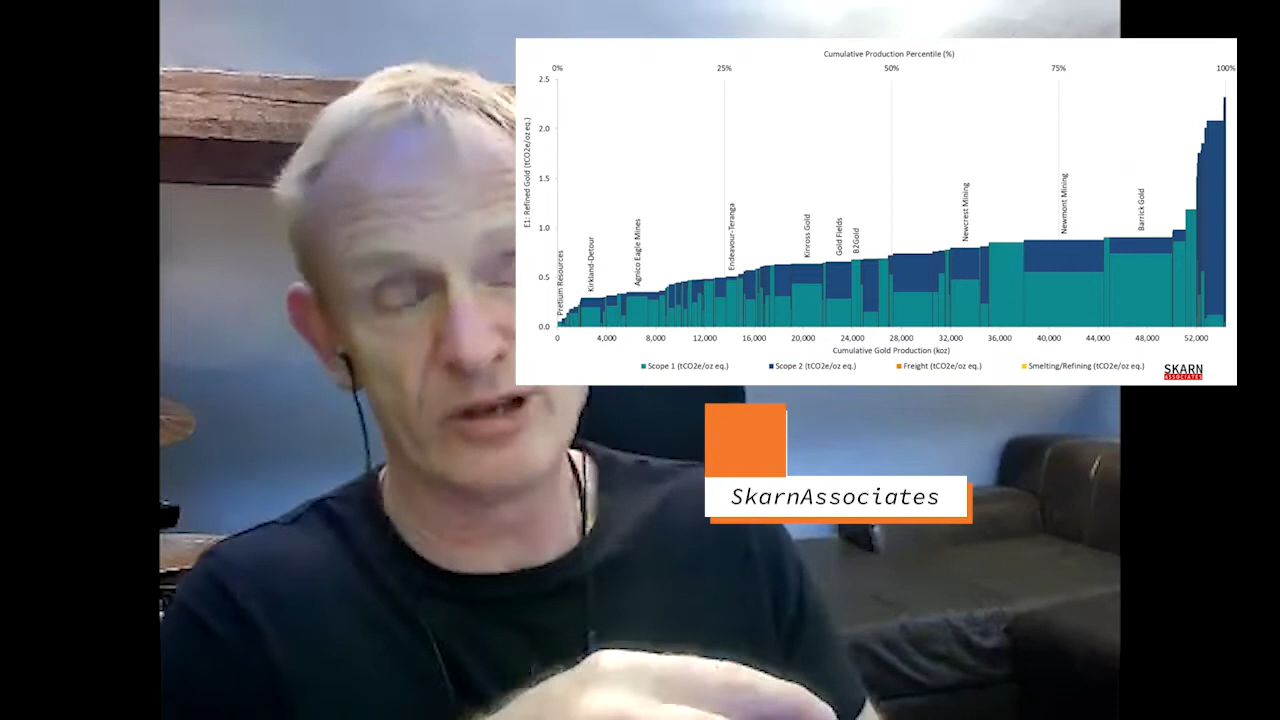 Cumulative Production Percentile (%)
0% 25% 50% 75% 100%
2.5
2.0
1.5
1.0
0.5
0.0
E1: Refined Gold (tCO2e/oz eq.)
Pretium Resources
Kirkland-Detour
Agnico Eagle Mines
Endeavour-Teranga
Kinross Gold
Gold Fields
B2Gold
Newcrest Mining
Newmont Mining
Barrick Gold
0 4,000 8,000 12,000 16,000 20,000 24,000 28,000 32,000 36,000 40,000 44,000 48,000 52,000
Cumulative Gold Production (koz)
Scope 1 (tCO2e/oz eq.) Scope 2 (tCO2e/oz eq.) Freight (tCO2e/oz eq.) Smelting/Refining (tCO2e/oz eq.)
SKARN
ASSOCIATES
SkarnAssociates